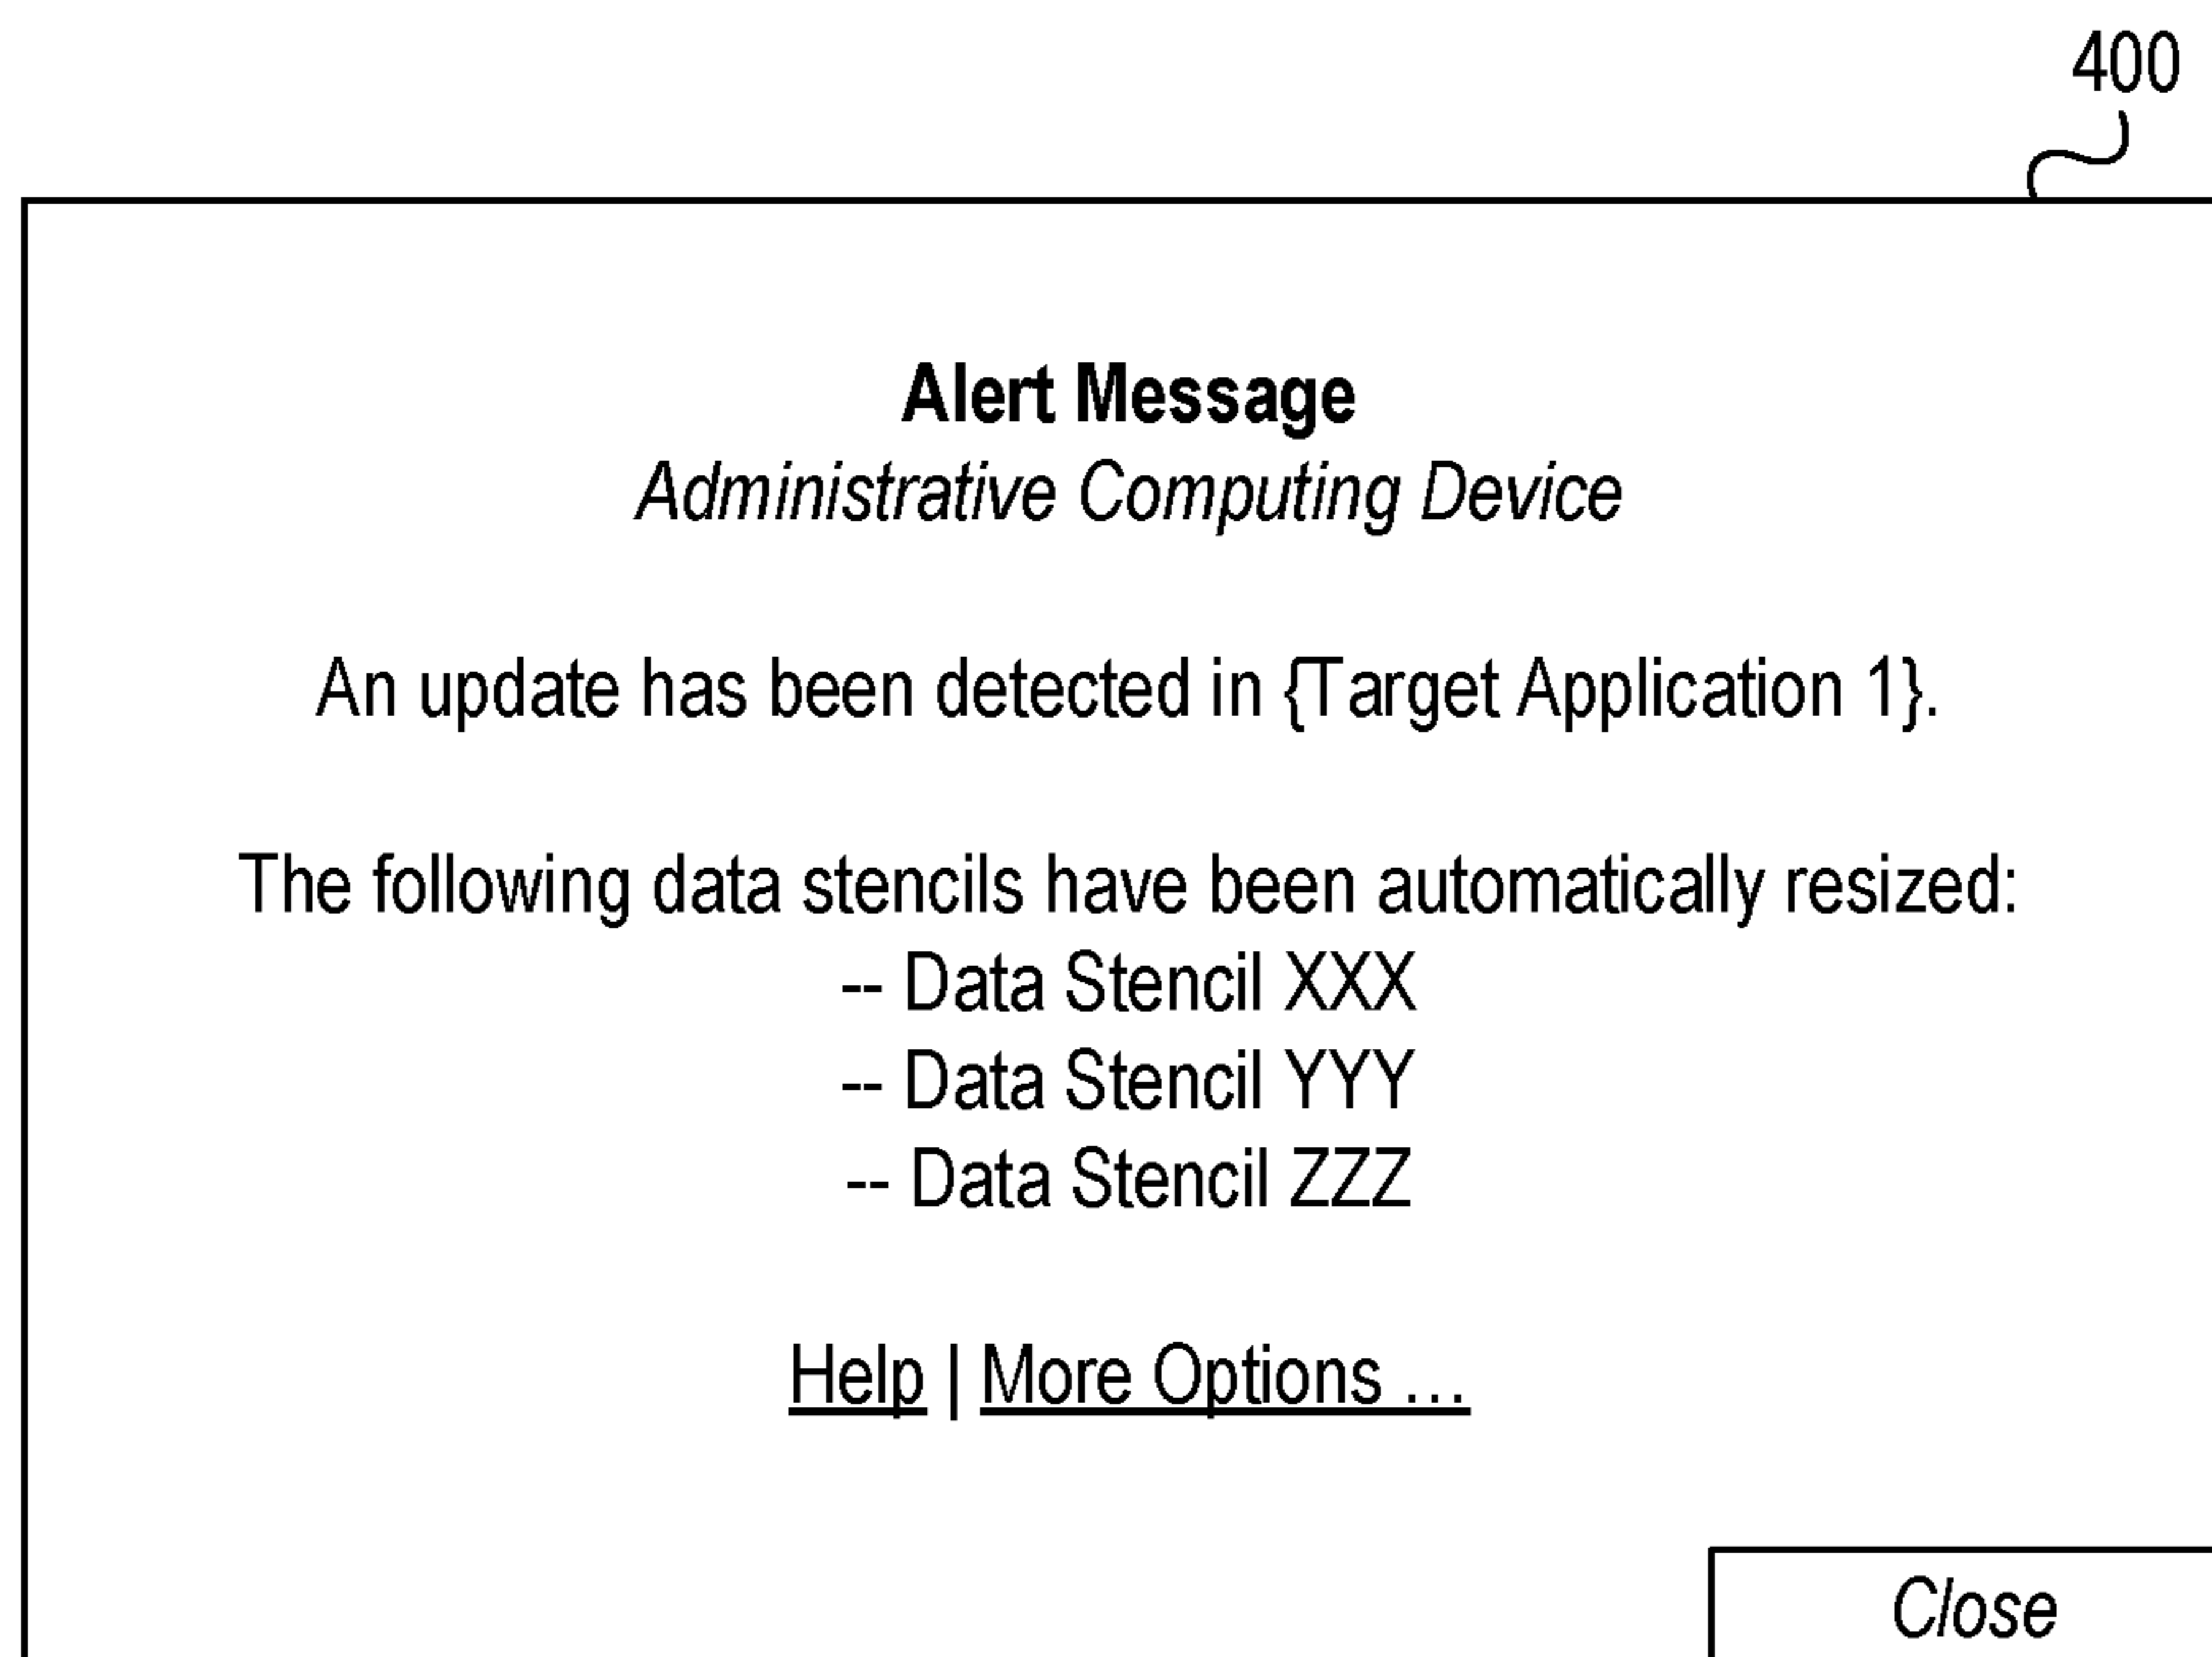 400
Alert Message
Administrative Computing Device
An update has been detected in {Target Application 1}.
The following data stencils have been automatically resized:
-- Data Stencil XXX
-- Data Stencil YYY
-- Data Stencil ZZZ
Help | More Options ...
Close